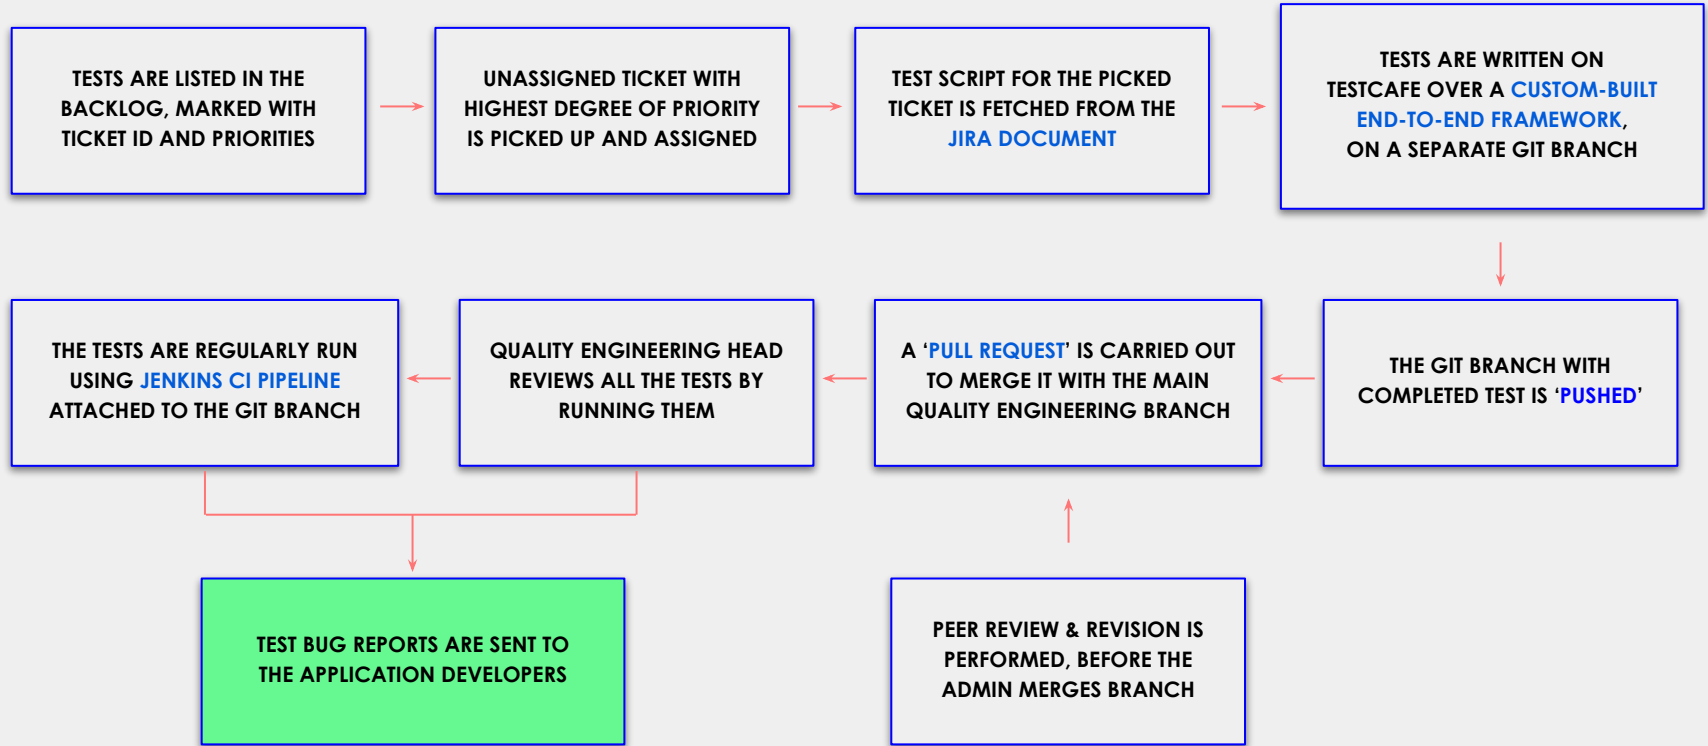 TESTS ARE LISTED IN THE
BACKLOG, MARKED WITH
TICKET ID AND PRIORITIES
UNASSIGNED TICKET WITH
HIGHEST DEGREE OF PRIORITY
IS PICKED UP AND ASSIGNED
TEST SCRIPT FOR THE PICKED
TICKET IS FETCHED FROM THE
JIRA DOCUMENT
TESTS ARE WRITTEN ON
TESTCAFE OVER A CUSTOM-BUILT
END-TO-END FRAMEWORK,
ON A SEPARATE GIT BRANCH
THE GIT BRANCH WITH
COMPLETED TEST IS ‘PUSHED’
A ‘PULL REQUEST’ IS CARRIED OUT
TO MERGE IT WITH THE MAIN
QUALITY ENGINEERING BRANCH
QUALITY ENGINEERING HEAD
REVIEWS ALL THE TESTS BY
RUNNING THEM
THE TESTS ARE REGULARLY RUN
USING JENKINS CI PIPELINE
ATTACHED TO THE GIT BRANCH
TEST BUG REPORTS ARE SENT TO
THE APPLICATION DEVELOPERS
PEER REVIEW & REVISION IS
PERFORMED, BEFORE THE
ADMIN MERGES BRANCH